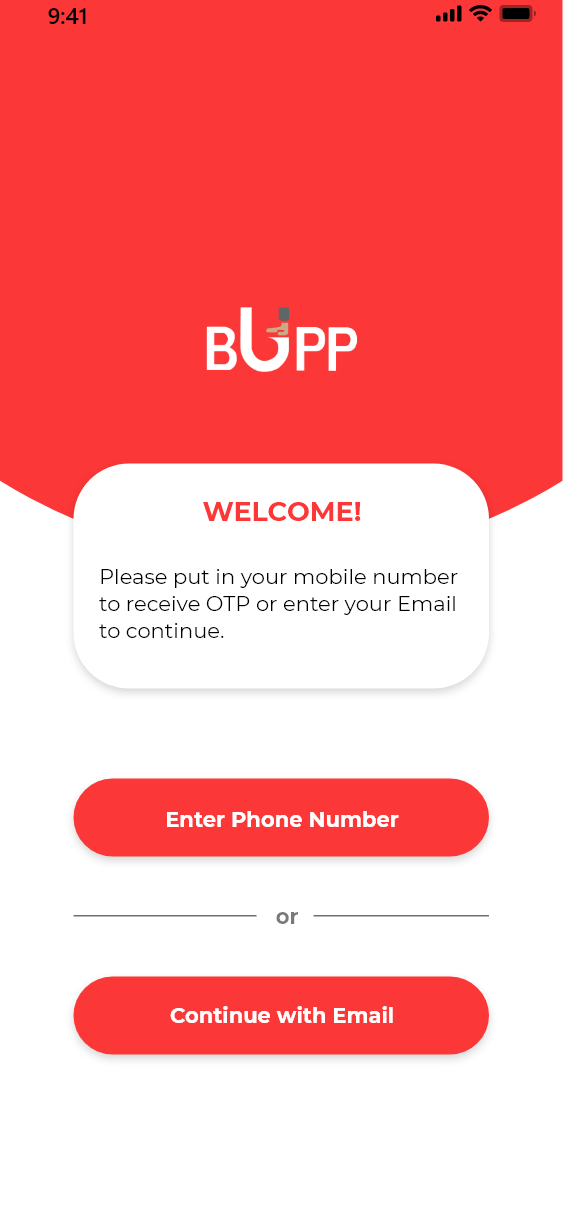 9:41
BUPP
WELCOME!
Please put in your mobile number
to receive OTP or enter your Email
to continue.
Enter Phone Number
or
Continue with Email